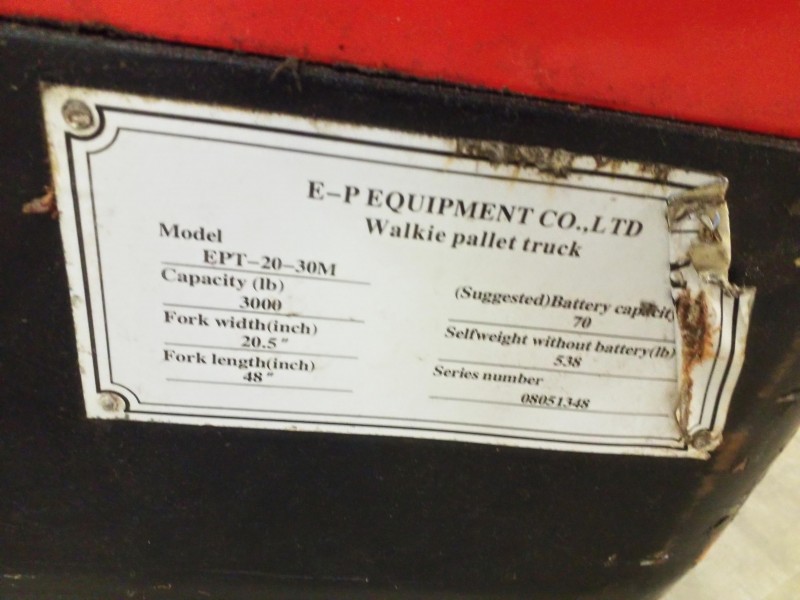 E-P EQUIPMENT CO.,LTD
Walkie pallet truck
Model
EPT-20-30M
Capacity (lb)
3000
Fork width(inch)
20.5"
Fork length(inch)
48"
(Suggested)Battery capacity
70
Selfweight without battery(lb)
538
Series number
08051348